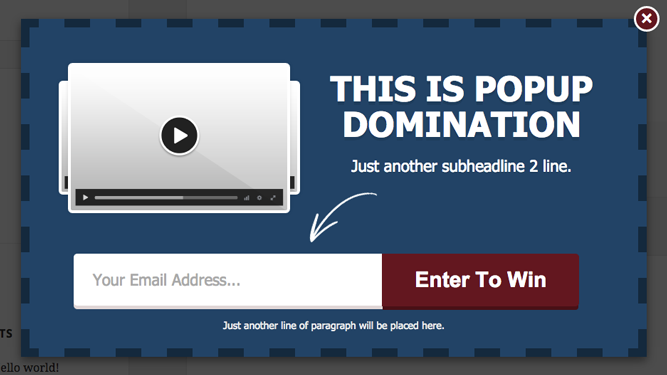 THIS IS POPUP
DOMINATION
Just another subheadline 2 line.
Your Email Address...
Enter To Win
Just another line of paragraph will be placed here.
TS
ello world!